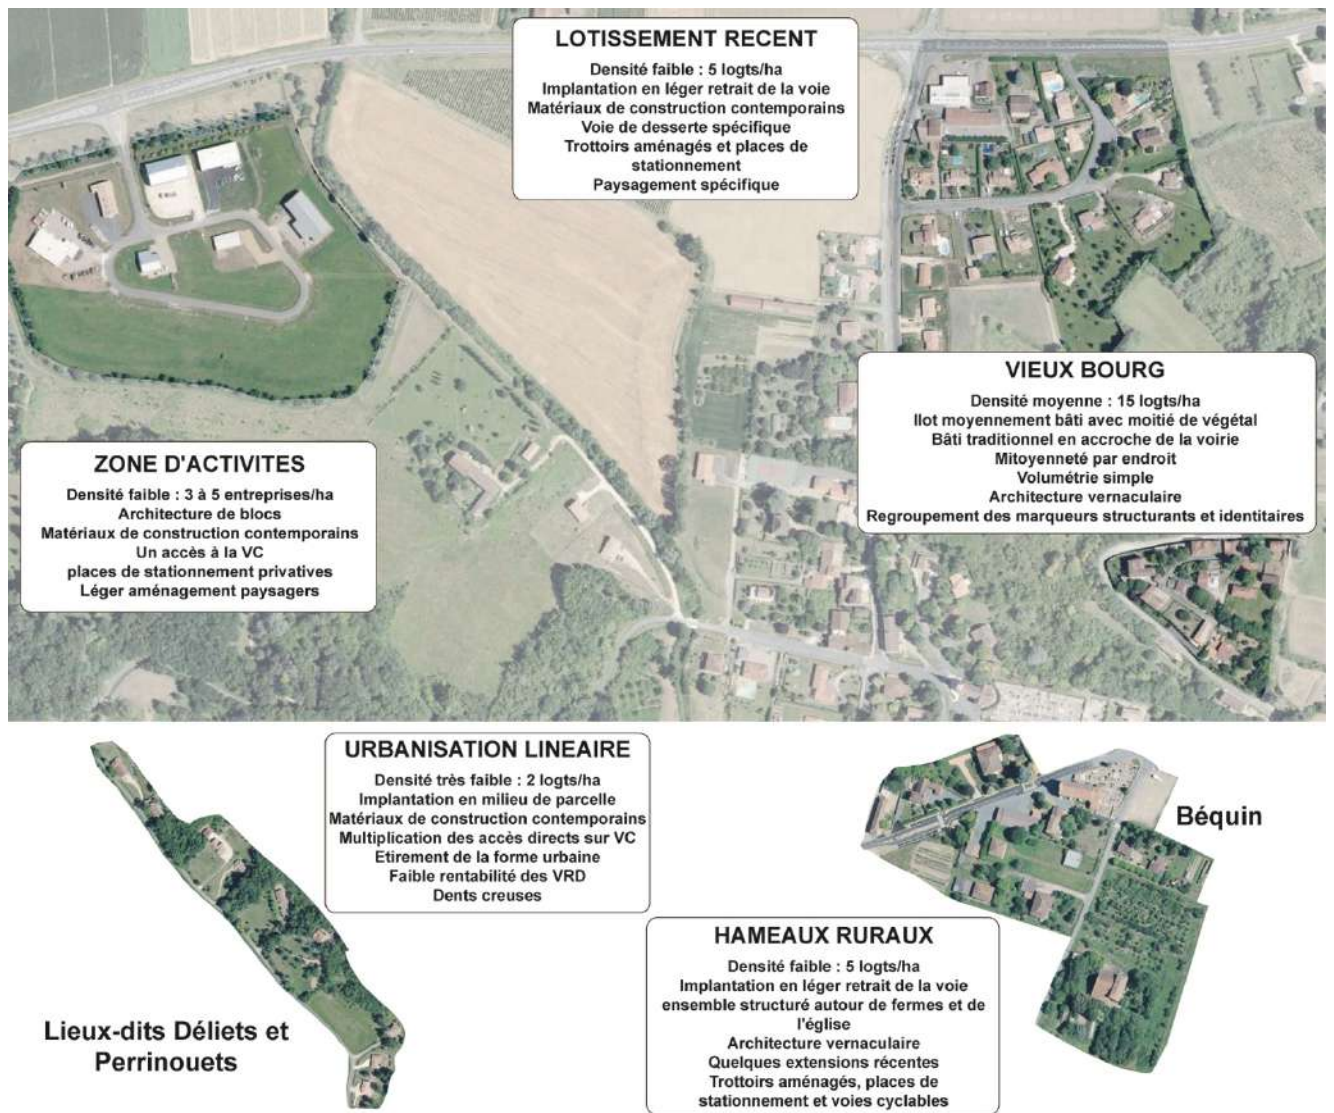 LOTISSEMENT RECENT
Densité faible : 5 logts/ha
Implantation en léger retrait de la voie
Matériaux de construction contemporains
Voie de desserte spécifique
Trottoirs aménagés et places de
stationnement
Paysagement spécifique
VIEUX BOURG
Densité moyenne : 15 logts/ha
Ilot moyennement bâti avec moitié de végétal
Bâti traditionnel en accroche de la voirie
Mitoyenneté par endroit
Volumétrie simple
Architecture vernaculaire
Regroupement des marqueurs structurants et identitaires
ZONE D'ACTIVITES
Densité faible : 3 à 5 entreprises/ha
Architecture de blocs
Matériaux de construction contemporains
Un accès à la VC
places de stationnement privatives
Léger aménagement paysagers
URBANISATION LINEAIRE
Densité très faible : 2 logts/ha
Implantation en milieu de parcelle
Matériaux de construction contemporains
Multiplication des accès directs sur VC
Etirement de la forme urbaine
Faible rentabilité des VRD
Dents creuses
Béquin
HAMEAUX RURAUX
Densité faible : 5 logts/ha
Implantation en léger retrait de la voie
ensemble structuré autour de fermes et de
l'église
Architecture vernaculaire
Quelques extensions récentes
Trottoirs aménagés, places de
stationnement et voies cyclables
Lieux-dits Déliets et
Perrinouets